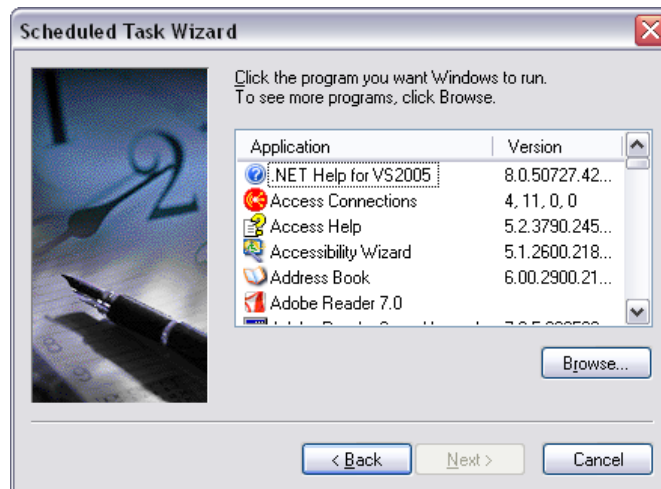 Scheduled Task Wizard
Click the program you want Windows to run.
To see more programs, click Browse.
Application Version
.NET Help for VS2005 8.0.50727.42...
Access Connections 4, 11, 0, 0
Access Help 5.2.3790.245...
Accessibility Wizard 5.1.2600.218...
Address Book 6.00.2900.21...
Adobe Reader 7.0
Browse...
< Back Next > Cancel